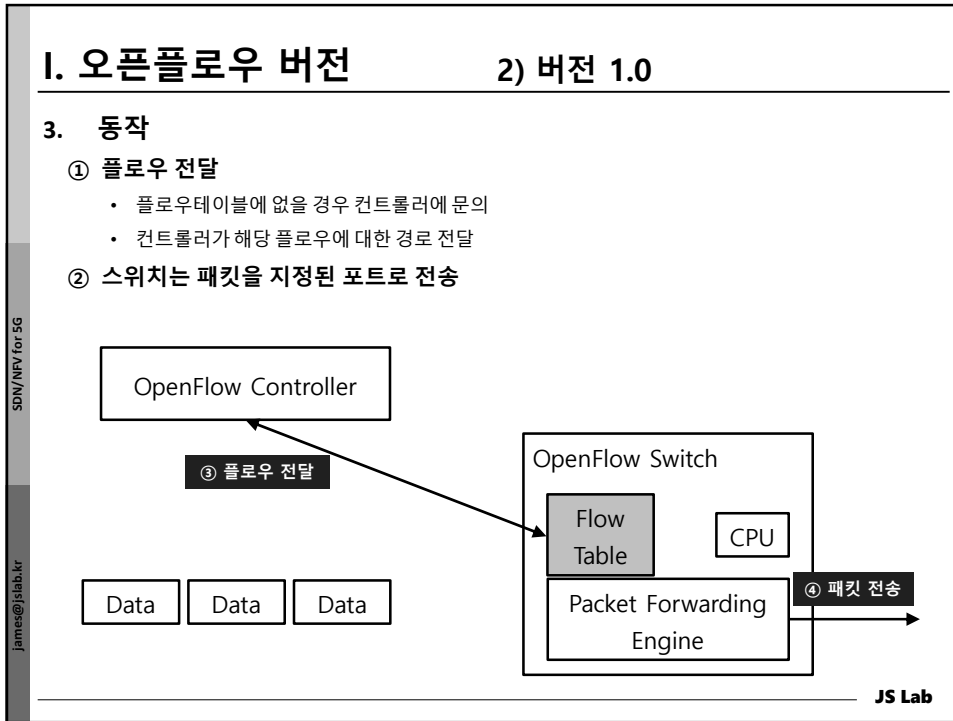 I. 오픈플로우 버전 2) 버전 1.0
3. 동작
① 플로우 전달
• 플로우테이블에 없을 경우 컨트롤러에 문의
• 컨트롤러가 해당 플로우에 대한 경로 전달
② 스위치는 패킷을 지정된 포트로 전송
SDN/NFV for 5G
OpenFlow Controller
③ 플로우 전달
OpenFlow Switch
Flow
Table
CPU
Data Data Data
Packet Forwarding
Engine
④ 패킷 전송
james@jslab.kr
JS Lab